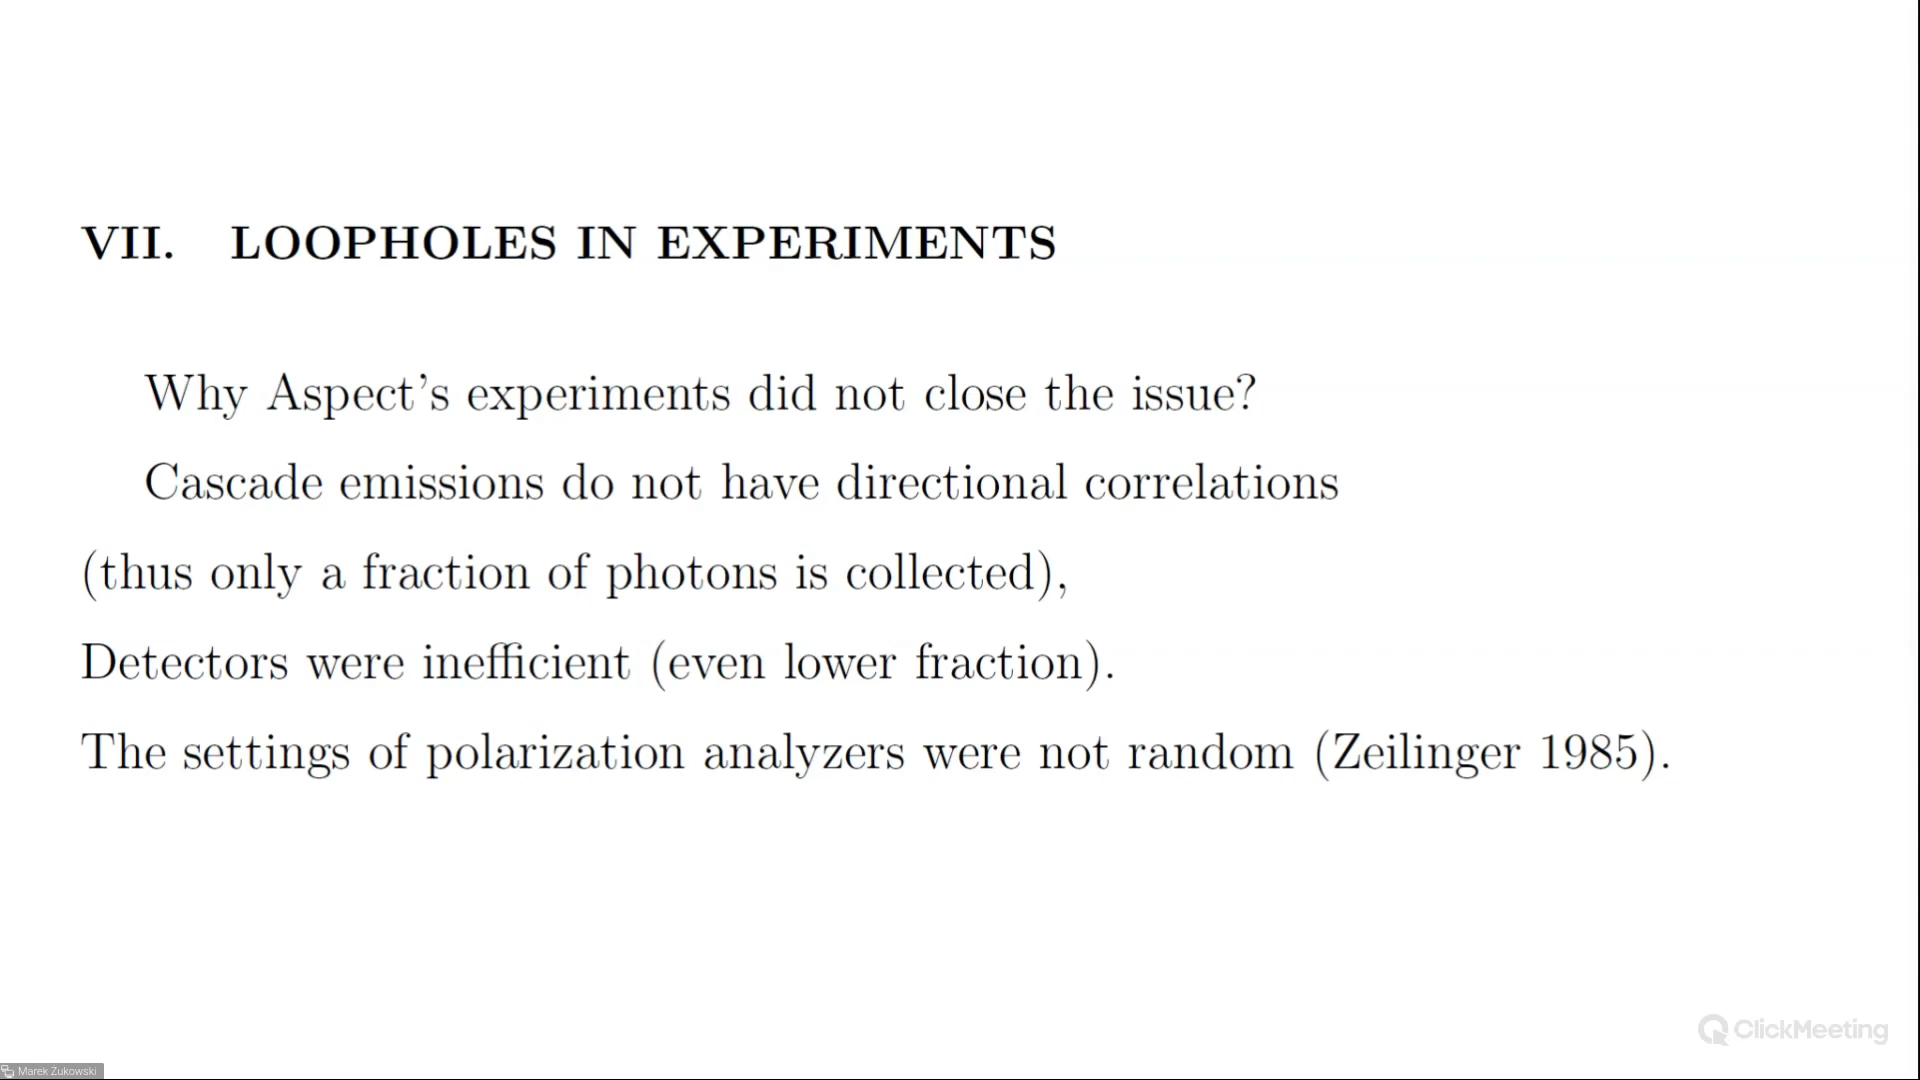 VII. LOOPHOLES IN EXPERIMENTS
Why Aspect's experiments did not close the issue?
Cascade emissions do not have directional correlations
(thus only a fraction of photons is collected),
Detectors were inefficient (even lower fraction).
The settings of polarization analyzers were not random (Zeilinger 1985).
ClickMeeting
Marek Zukowski